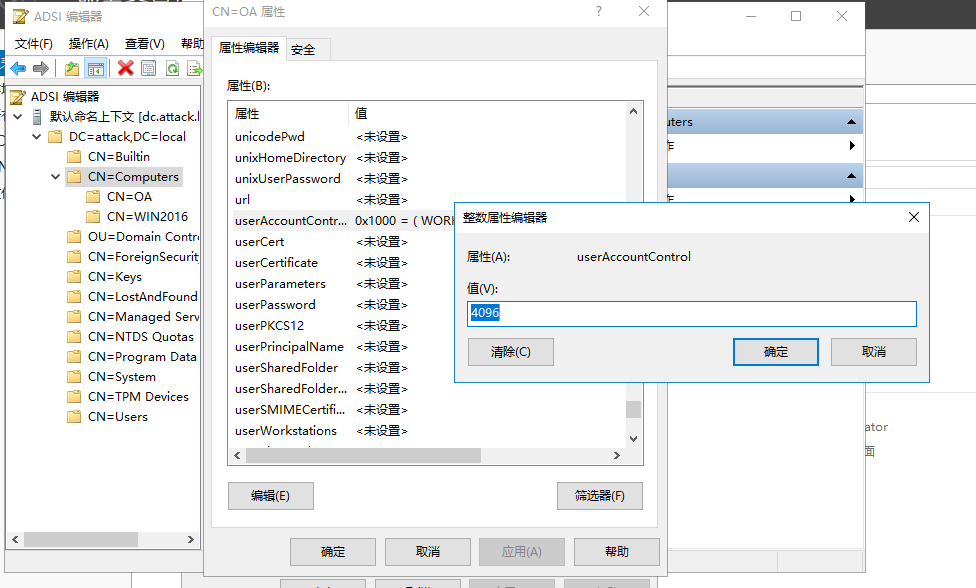 ADSI 编辑器
文件(F) 操作(A) 查看(V) 帮助
ADSI 编辑器
默认命名上下文 [dc.attack.l
DC=attack,DC=local
CN=Builtin
CN=Computers
CN=OA
CN=WIN2016
OU=Domain Contro
CN=ForeignSecurity
CN=Keys
CN=LostAndFound
CN=Managed Serv
CN=NTDS Quotas
CN=Program Data
CN=System
CN=TPM Devices
CN=Users
CN=OA 属性
?
属性编辑器 安全
属性(B):
属性 值
unicodePwd <未设置>
unixHomeDirectory <未设置>
unixUserPassword <未设置>
url <未设置>
userAccountContr... 0x1000 = ( WORK
userCert <未设置>
userCertificate <未设置>
userParameters <未设置>
userPassword <未设置>
userPKCS12 <未设置>
userPrincipalName <未设置>
userSharedFolder <未设置>
userSharedFolder... <未设置>
userSMIMECertifi... <未设置>
userWorkstations <未设置>
编辑(E) 筛选器(F)
确定 取消 应用(A) 帮助
uters
作
作
整数属性编辑器
属性(A): userAccountControl
值(V):
4096
清除(C) 确定 取消
ator
面